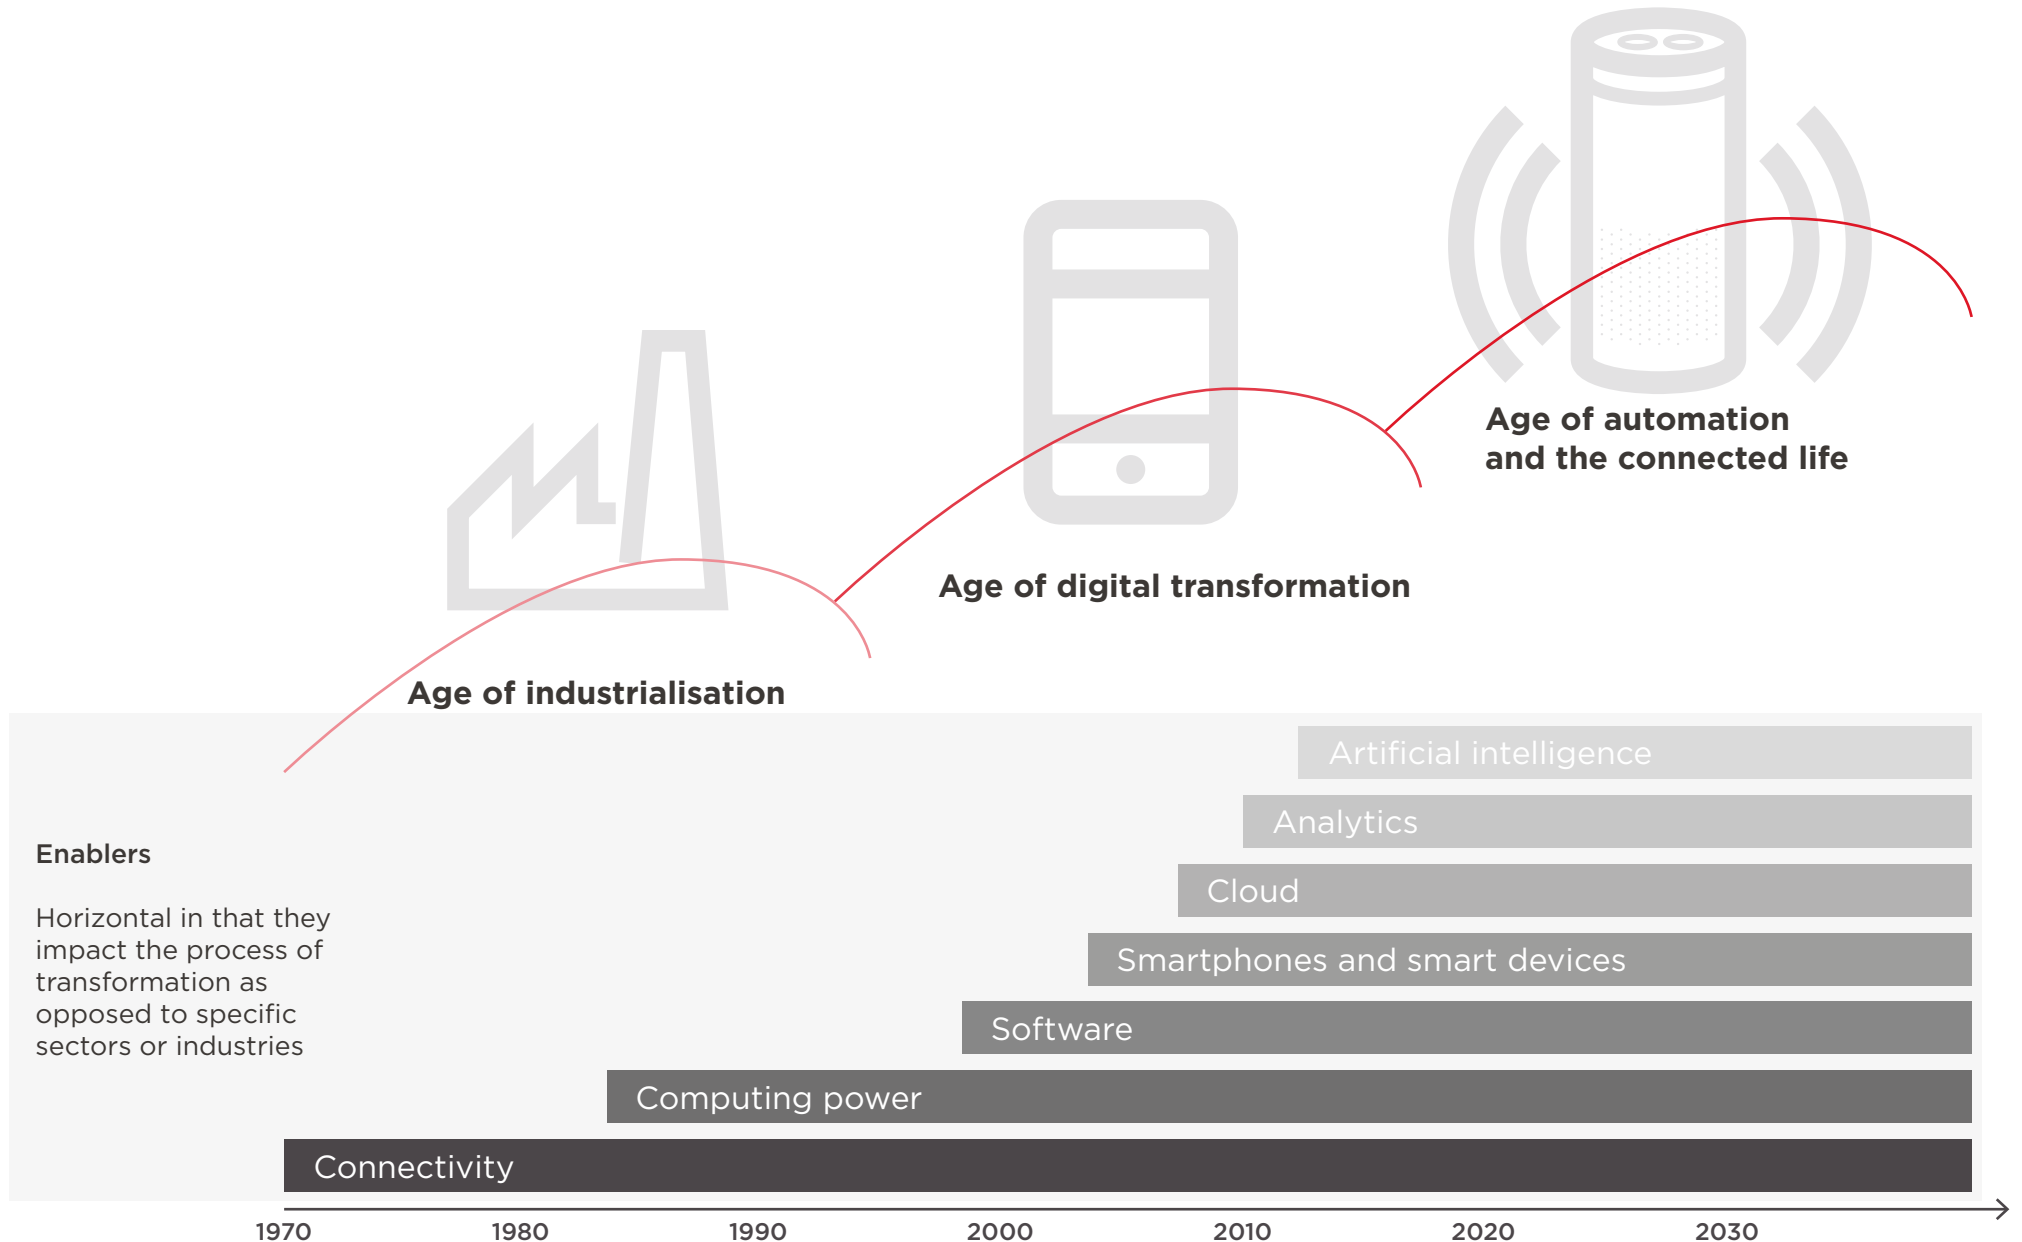 Age of automation
and the connected life
Age of digital transformation
Age of industrialisation
Enablers
Horizontal in that they
impact the process of
transformation as
opposed to specific
sectors or industries
Artificial intelligence
Analytics
Cloud
Smartphones and smart devices
Software
Computing power
Connectivity
1970 1980 1990 2000 2010 2020 2030